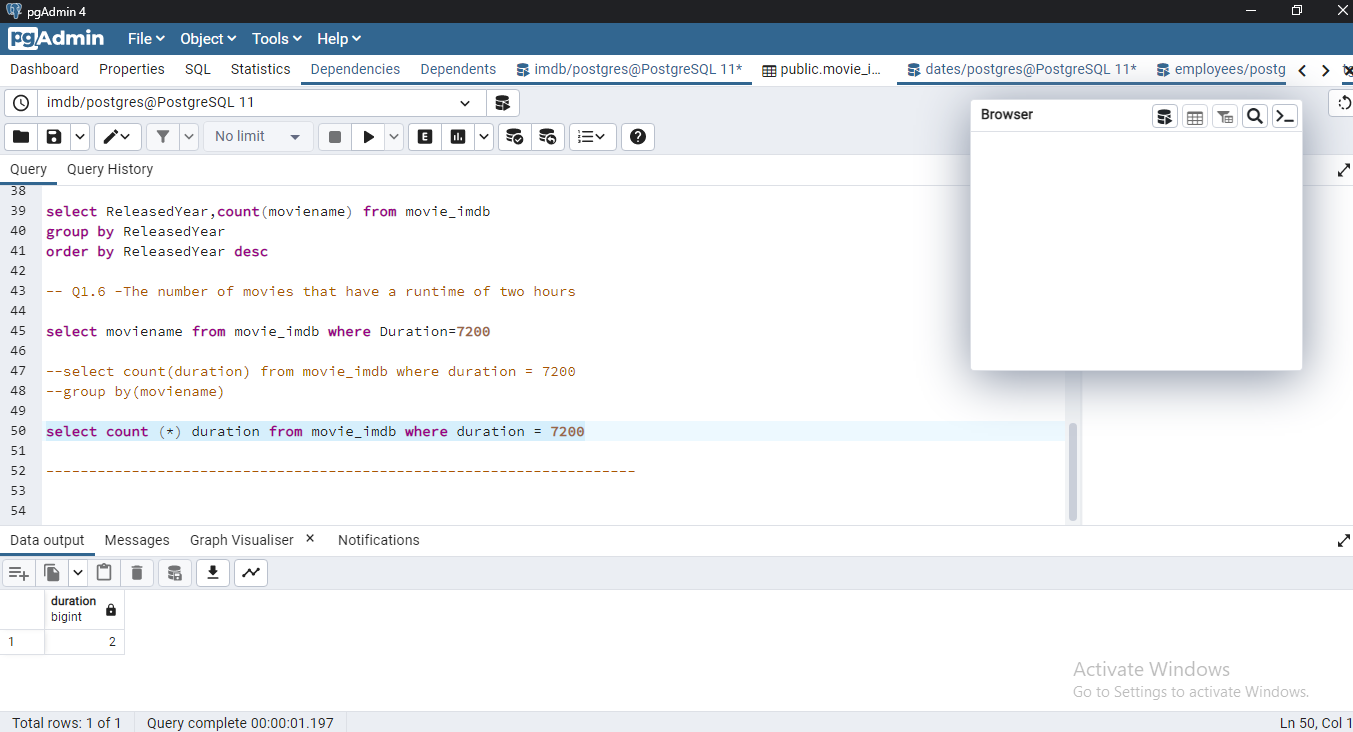 pgAdmin 4
pgAdmin File Object Tools Help
Dashboard Properties SQL Statistics Dependencies Dependents imdb/postgres@PostgreSQL 11* public.movie_i... dates/postgres@PostgreSQL 11* employees/postg
imdb/postgres@PostgreSQL 11
Browser
No limit
E
Query Query History
38
39 select ReleasedYear,count(moviename) from movie_imdb
40 group by ReleasedYear
41 order by ReleasedYear desc
42
43 -- Q1.6 -The number of movies that have a runtime of two hours
44
45 select moviename from movie_imdb where Duration=7200
46
47 --select count(duration) from movie_imdb where duration = 7200
48 --group by(moviename)
49
50 select count (*) duration from movie_imdb where duration = 7200
51
52 ---------------------------------------------------------------------
53
54
Data output Messages Graph Visualiser × Notifications
duration
bigint
1 2
Activate Windows
Go to Settings to activate Windows.
Total rows: 1 of 1 Query complete 00:00:01.197 Ln 50, Col 1